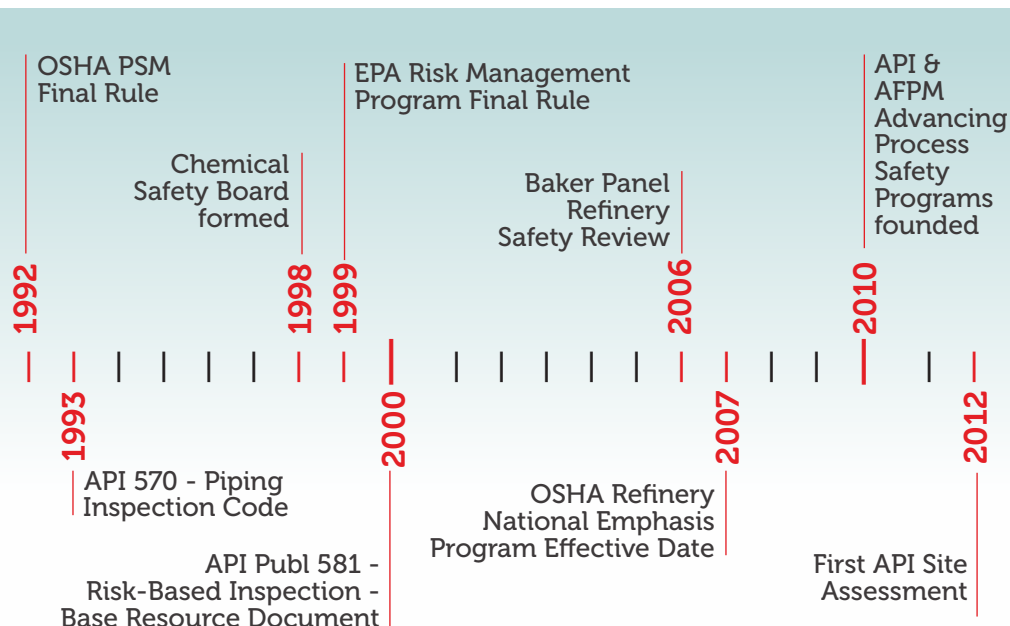 OSHA PSM
Final Rule
EPA Risk Management
Program Final Rule
API &
AFPM
Advancing
Process
Safety
Programs
founded
Chemical
Safety Board
formed
Baker Panel
Refinery
Safety Review
1992
1998
1999
2006
2010
1993
2000
2007
2012
API 570 - Piping
Inspection Code
OSHA Refinery
National Emphasis
Program Effective Date
API Publ 581 -
Risk-Based Inspection -
Base Resource Document
First API Site
Assessment